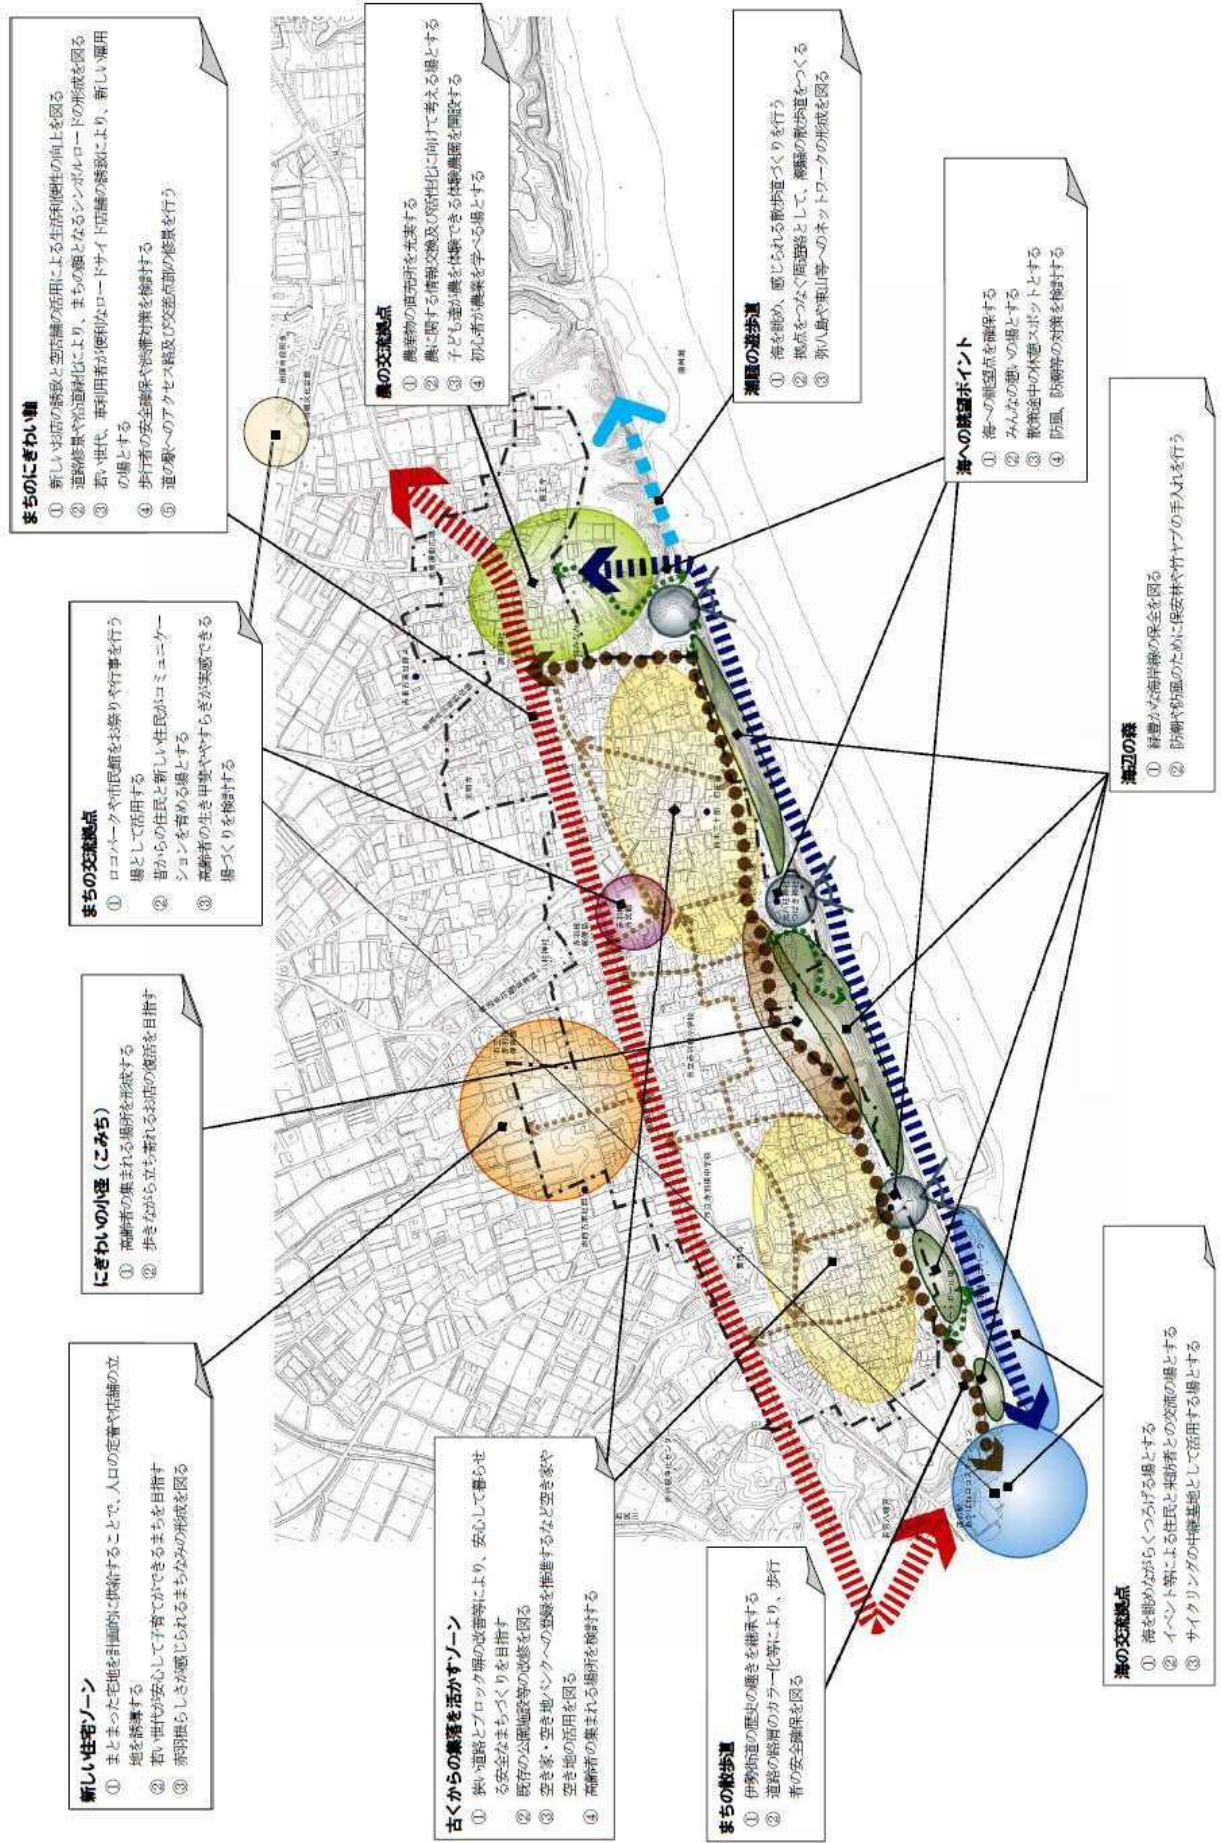 新しい住宅ゾーン
① まとまった宅地を計画的に供給することで、人口の定着や店舗の立
地を誘導する
② 若い世代が安心して子育てができるまちを目指す
③ 赤羽根らしさが感じられるまちなみの形成を図る
にぎわいの小径（こみち）
① 高齢者の集まれる場所を形成する
② 歩きながら立ち寄れるお店の復活を目指す
まちの交流拠点
① ロコパークや市民館をお祭りや行事を行う
場として活用する
② 昔からの住民と新しい住民がコミュニケー
ションを育める場とする
③ 高齢者の生き甲斐ややすらぎが実感できる
場づくりを検討する
まちのにぎわい軸
① 新しいお店の誘致と空店舗の活用による生活利便性の向上を図る
② 道路修景や沿道緑化により、まちの顔となるシンボルロードの形成を図る
③ 若い世代、車利用者が便利なロードサイド店舗の誘致により、新しい雇用
の場とする
④ 歩行者の安全確保や渋滞対策を検討する
⑤ 道の駅へのアクセス路及び交差点部の修景を行う
古くからの集落を活かすゾーン
① 狭い道路とブロック塀の改善等により、安心して暮らせ
る安全なまちづくりを目指す
② 既存の公園施設等の改修を図る
③ 空き家・空き地バンクへの登録を推進するなど空き家や
空き地の活用を図る
④ 高齢者の集まれる場所を検討する
農の交流拠点
① 農産物の直売所を充実する
② 農に関する情報交換及び活性化に向けて考える場とする
③ 子ども達が農を体験できる体験農園を開設する
④ 初心者が農業を学べる場とする
まちの散歩道
① 伊勢街道の歴史の趣きを継承する
② 道路の路肩のカラー化等により、歩行
者の安全確保を図る
潮騒の遊歩道
① 海を眺め、感じられる散歩道づくりを行う
② 拠点をつなぐ周遊路として、潮騒の散歩道をつくる
③ 弥八島や東山等へのネットワークの形成を図る
海への眺望ポイント
① 海への眺望点を確保する
② みんなの憩いの場とする
③ 散策途中の休憩スポットとする
④ 防風、防潮等の対策を検討する
海の交流拠点
① 海を眺めながらくつろげる場とする
② イベント等による住民と来訪者との交流の場とする
③ サイクリングの中継基地として活用する場とする
海辺の森
① 緑豊かな海岸線の保全を図る
② 防潮や防風のために保安林や竹ヤブの手入れを行う